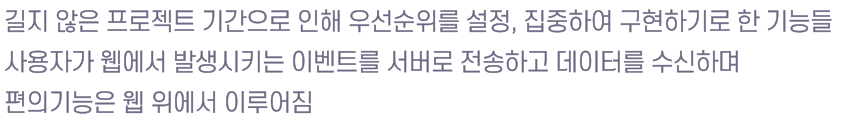 길지 않은 프로젝트 기간으로 인해 우선순위를 설정, 집중하여 구현하기로 한 기능들
사용자가 웹에서 발생시키는 이벤트를 서버로 전송하고 데이터를 수신하며
편의기능은 웹 위에서 이루어짐